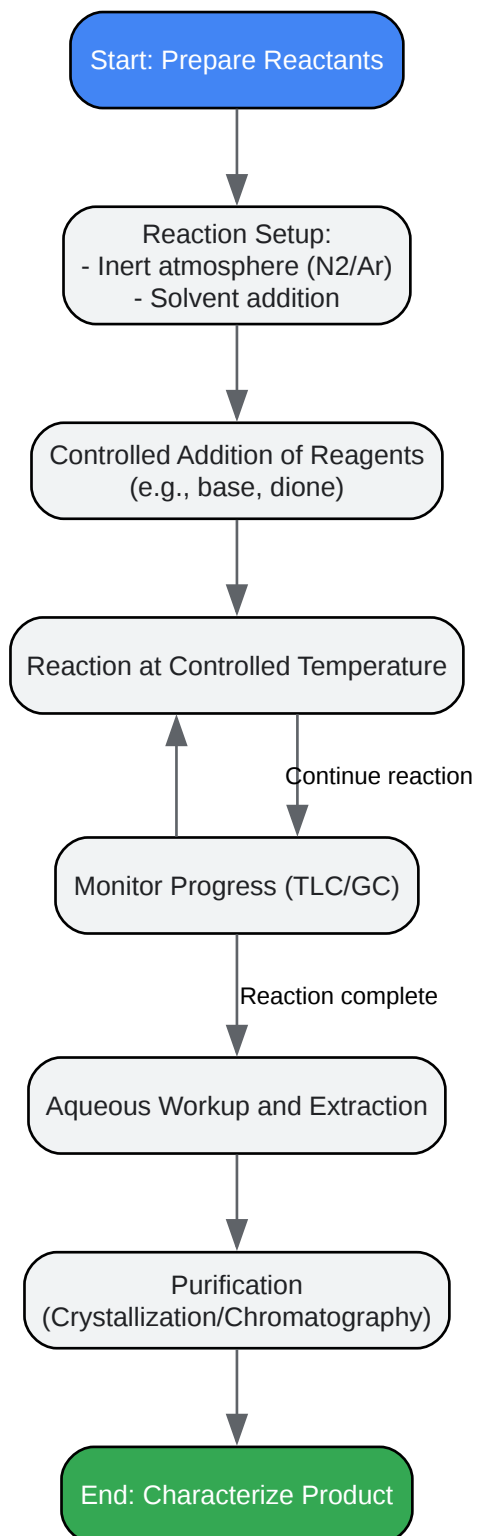 Start: Prepare Reactants
Reaction Setup:
- Inert atmosphere (N2/Ar)
- Solvent addition
Controlled Addition of Reagents
(e.g., base, dione)
Reaction at Controlled Temperature
Continue reaction
Monitor Progress (TLC/GC)
Reaction complete
Aqueous Workup and Extraction
Purification
(Crystallization/Chromatography)
End: Characterize Product